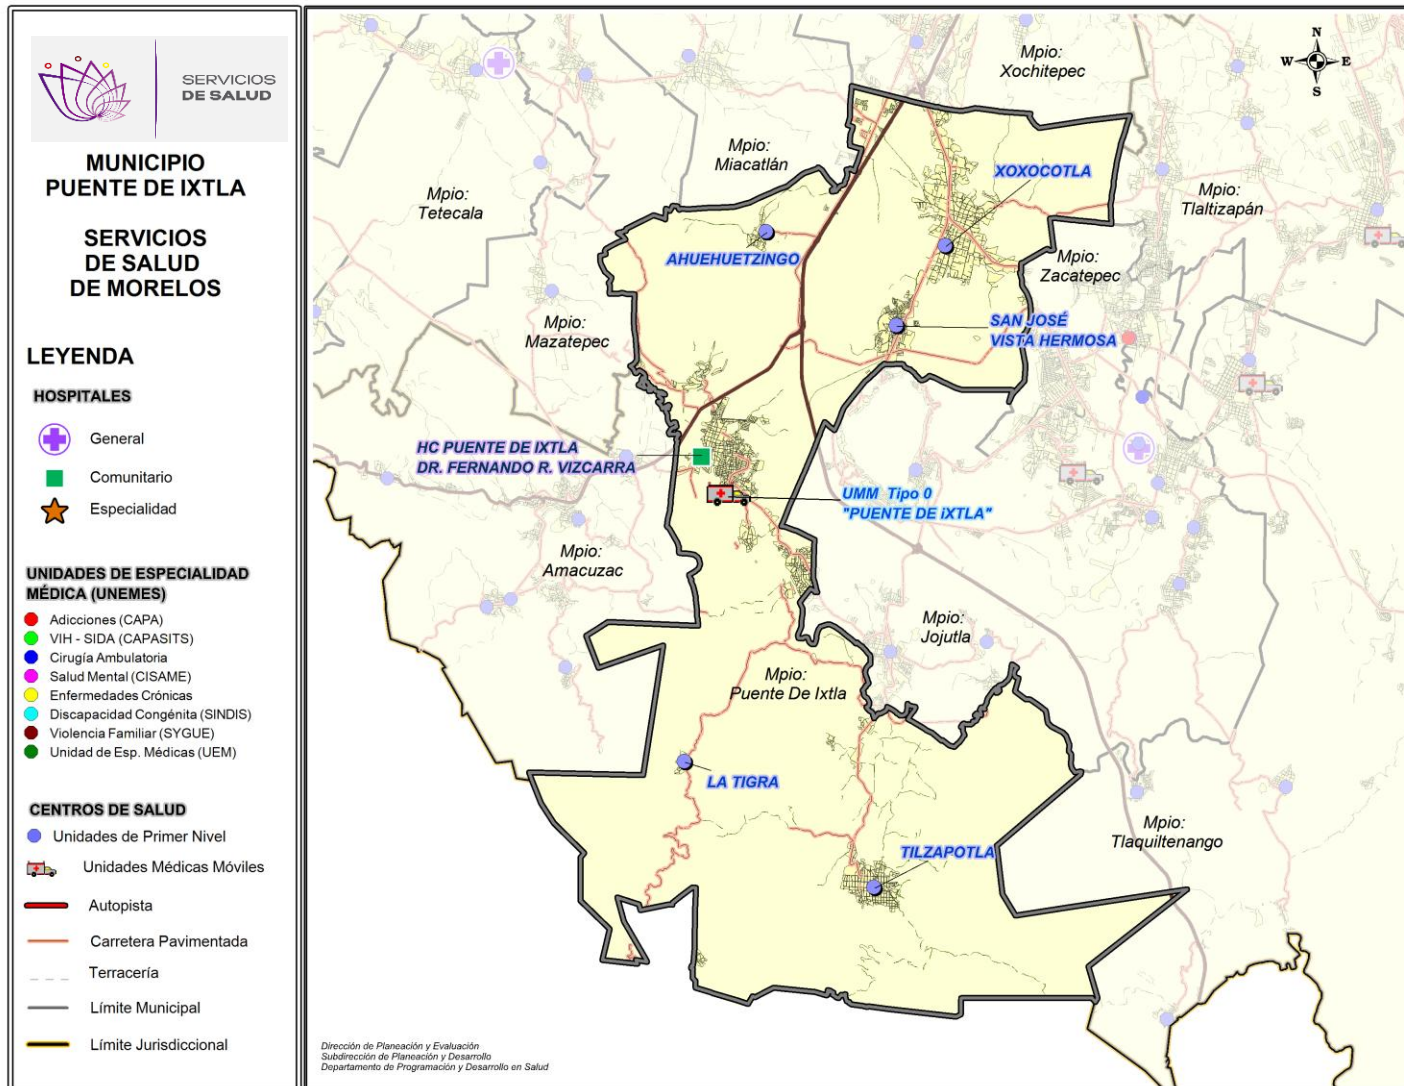 SERVICIOS
DE SALUD
MUNICIPIO
PUENTE DE IXTLA
SERVICIOS
DE SALUD
DE MORELOS
LEYENDA
HOSPITALES
General
Comunitario
Especialidad
UNIDADES DE ESPECIALIDAD
MÉDICA (UNEMES)
Adicciones (CAPA)
VIH - SIDA (CAPASITS)
Cirugía Ambulatoria
Salud Mental (CISAME)
Enfermedades Crónicas
Discapacidad Congénita (SINDIS)
Violencia Familiar (SYGUE)
Unidad de Esp. Médicas (UEM)
CENTROS DE SALUD
Unidades de Primer Nivel
Unidades Médicas Móviles
Autopista
Carretera Pavimentada
Terracería
Límite Municipal
Límite Jurisdiccional
N
W
E
S
Mpio:
Xochitepec
Mpio:
Miacatlán
XOXOCOTLA
Mpio:
Tetecala
Mpio:
Tlaltizapán
AHUEHUETZINGO
Mpio:
Zacatepec
Mpio:
Mazatepec
SAN JOSÉ
VISTA HERMOSA
HC PUENTE DE IXTLA
DR. FERNANDO R. VIZCARRA
UMM Tipo 0
"PUENTE DE iXTLA"
Mpio:
Amacuzac
Mpio:
Jojutla
Mpio:
Puente De Ixtla
LA TIGRA
Mpio:
Tlaquiltenango
TILZAPOTLA
Dirección de Planeación y Evaluación
Subdirección de Planeación y Desarrollo
Departamento de Programación y Desarrollo en Salud